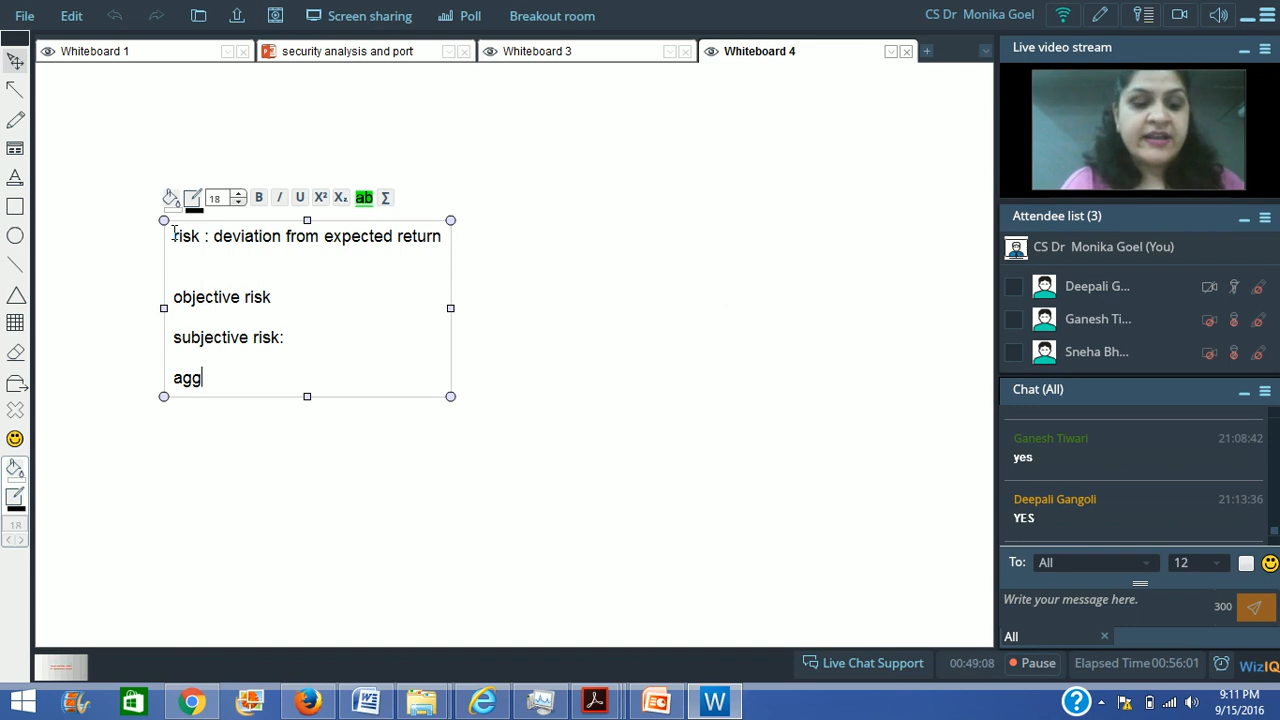 File Edit Screen sharing Poll Breakout room CS Dr Monika Goel
Whiteboard 1 security analysis and port Whiteboard 3 Whiteboard 4
Live video stream
18 B I U X² X₂ ab Σ
risk : deviation from expected return
objective risk
subjective risk:
agg
18
Attendee list (3)
CS Dr Monika Goel (You)
Deepali G...
Ganesh Ti...
Sneha Bh...
Chat (All)
Ganesh Tiwari 21:08:42
yes
Deepali Gangoli 21:13:36
YES
To: All 12
Write your message here. 300
All
Live Chat Support 00:49:08 Pause Elapsed Time 00:56:01 WizIQ
9:11 PM
9/15/2016